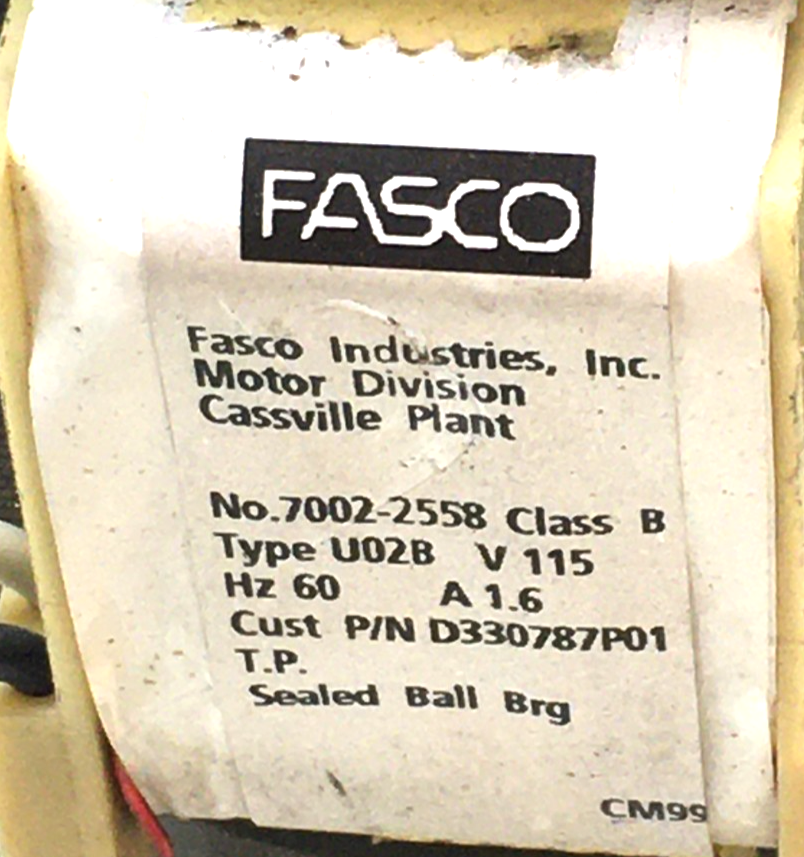 FASCO
Fasco Industries, Inc.
Motor Division
Cassville Plant
No.7002-2558 Class B
Type U02B V 115
Hz 60 A 1.6
Cust P/N D330787P01
T.P.
Sealed Ball Brg
CM99